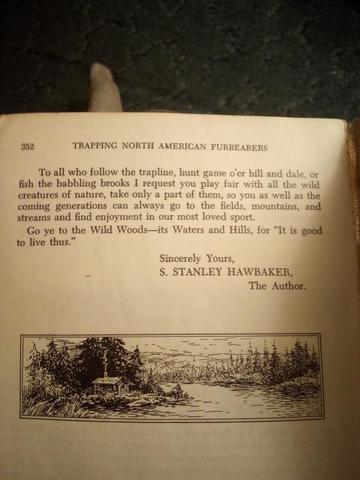 352 TRAPPING NORTH AMERICAN FURBEARERS
To all who follow the trapline, hunt game o'er hill and dale, or
fish the babbling brooks I request you play fair with all the wild
creatures of nature, take only a part of them, so you as well as the
coming generations can always go to the fields, mountains, and
streams and find enjoyment in our most loved sport.
Go ye to the Wild Woods—its Waters and Hills, for "It is good
to live thus."
Sincerely Yours,
S. STANLEY HAWBAKER,
The Author.